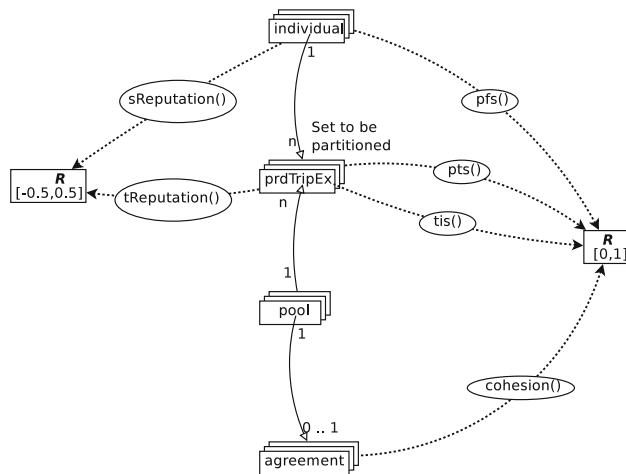 individual
1
sReputation()
pfs()
n
Set to be
partitioned
R
[-0.5,0.5]
tReputation()
prdTripEx
n
pts()
tis()
R
[0,1]
1
pool
1
cohesion()
0 .. 1
agreement